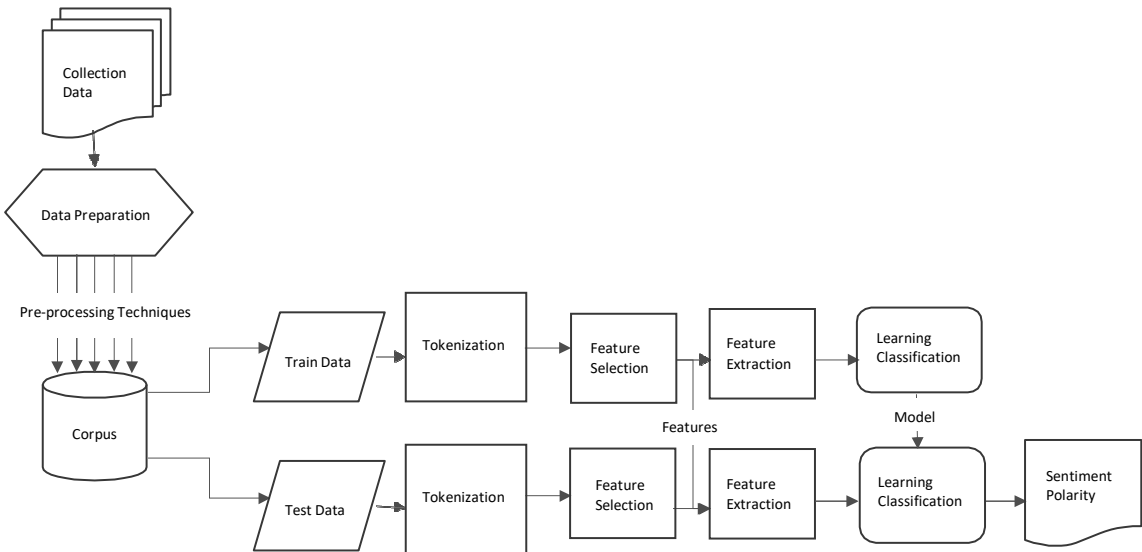 Collection
Data
Data Preparation
Pre-processing Techniques
Corpus
Train Data
Tokenization
Feature
Selection
Feature
Extraction
Learning
Classification
Features
Model
Test Data
Tokenization
Feature
Selection
Feature
Extraction
Learning
Classification
Sentiment
Polarity